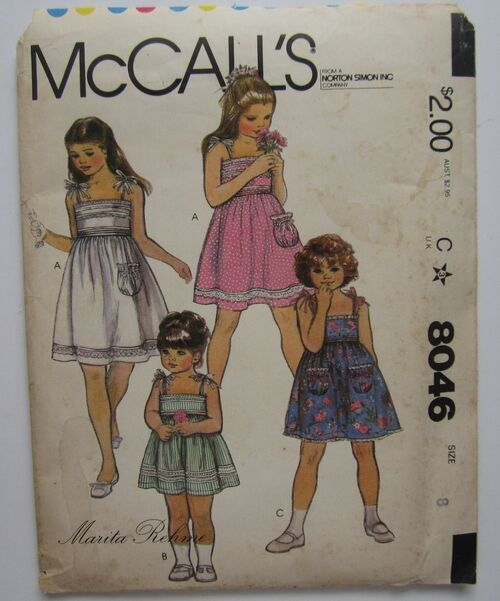 McCALL'S
FROM A
NORTON SIMON INC
COMPANY
$2.00
AUST. $2.95
C
U.K.
8046
SIZE
8
A
A
B
C
Marita Rehme